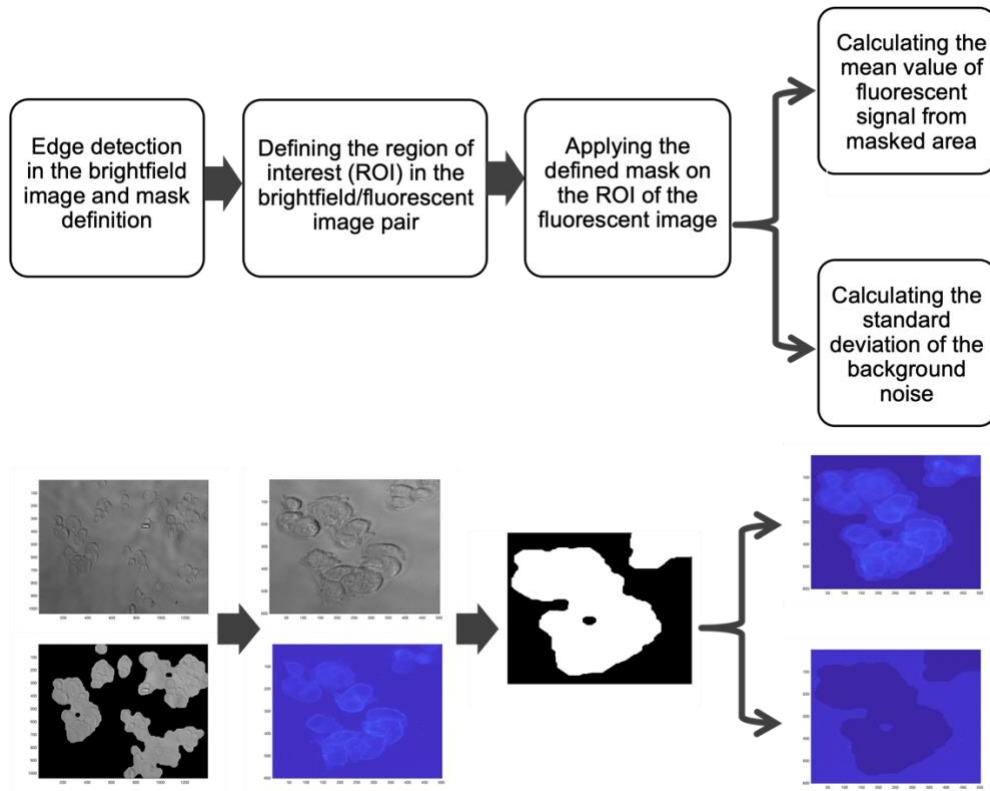 Edge detection
in the brightfield
image and mask
definition
Defining the region of
interest (ROI) in the
brightfield/fluorescent
image pair
Applying the
defined mask on
the ROI of the
fluorescent image
Calculating the
mean value of
fluorescent
signal from
masked area
Calculating the
standard
deviation of the
background
noise